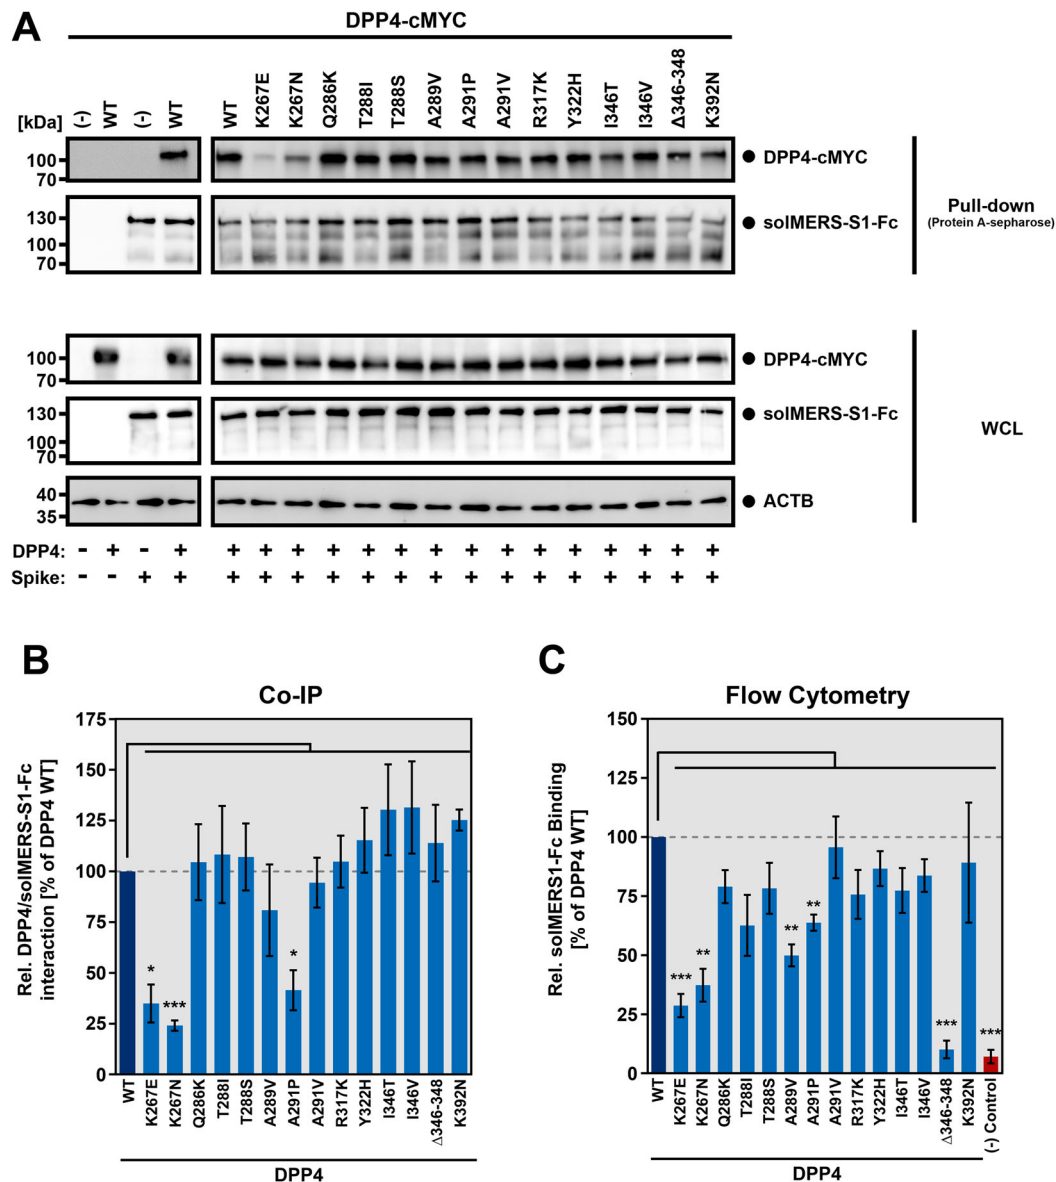 A
DPP4-cMYC
[kDa] (-) WT (-) WT WT K267E K267N Q286K T288I T288S A289V A291P A291V R317K Y322H I346T I346V Δ346-348 K392N
100
70
DPP4-cMYC
130
100
70
solMERS-S1-Fc
Pull-down
(Protein A-sepharose)
100
70
DPP4-cMYC
130
100
70
solMERS-S1-Fc
WCL
40
35
ACTB
DPP4: - + - + + + + + + + + + + + + + + + +
Spike: - - + + + + + + + + + + + + + + + + +
B
Co-IP
Rel. DPP4/solMERS-S1-Fc
interaction [% of DPP4 WT]
175
150
125
100
75
50
25
0
* *** *
WT K267E K267N Q286K T288I T288S A289V A291P A291V R317K Y322H I346T I346V Δ346-348 K392N
DPP4
C
Flow Cytometry
Rel. solMERS1-Fc Binding
[% of DPP4 WT]
150
125
100
75
50
25
0
*** ** ** ** *** ***
WT K267E K267N Q286K T288I T288S A289V A291P A291V R317K Y322H I346T I346V Δ346-348 K392N (-) Control
DPP4